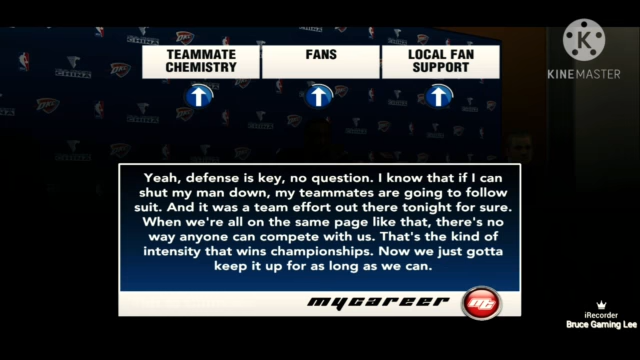 TEAMMATE CHEMISTRY
FANS
LOCAL FAN SUPPORT
K
KINEMASTER
Yeah, defense is key, no question. I know that if I can
shut my man down, my teammates are going to follow
suit. And it was a team effort out there tonight for sure.
When we're all on the same page like that, there's no
way anyone can compete with us. That's the kind of
intensity that wins championships. Now we just gotta
keep it up for as long as we can.
mycareer
iRecorder
Bruce Gaming Lee